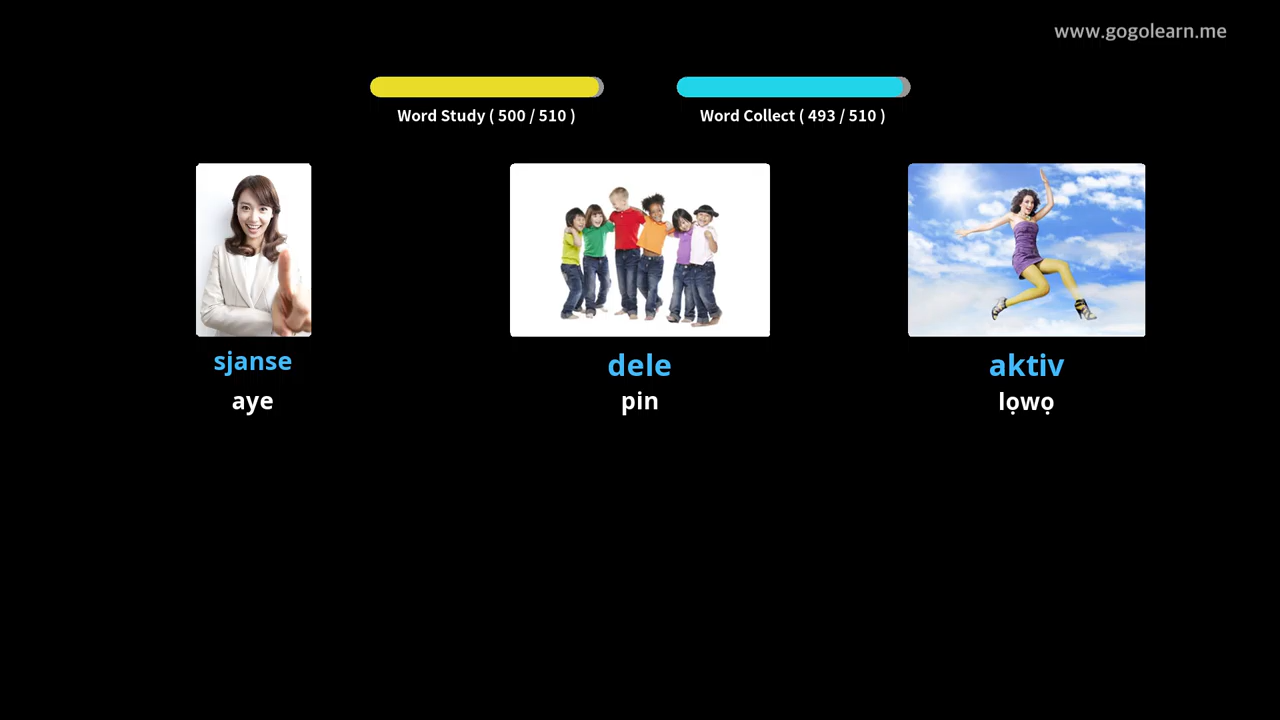 www.gogolearn.me
Word Study ( 500 / 510 )
Word Collect ( 493 / 510 )
sjanse
aye
dele
pin
aktiv
lọwọ